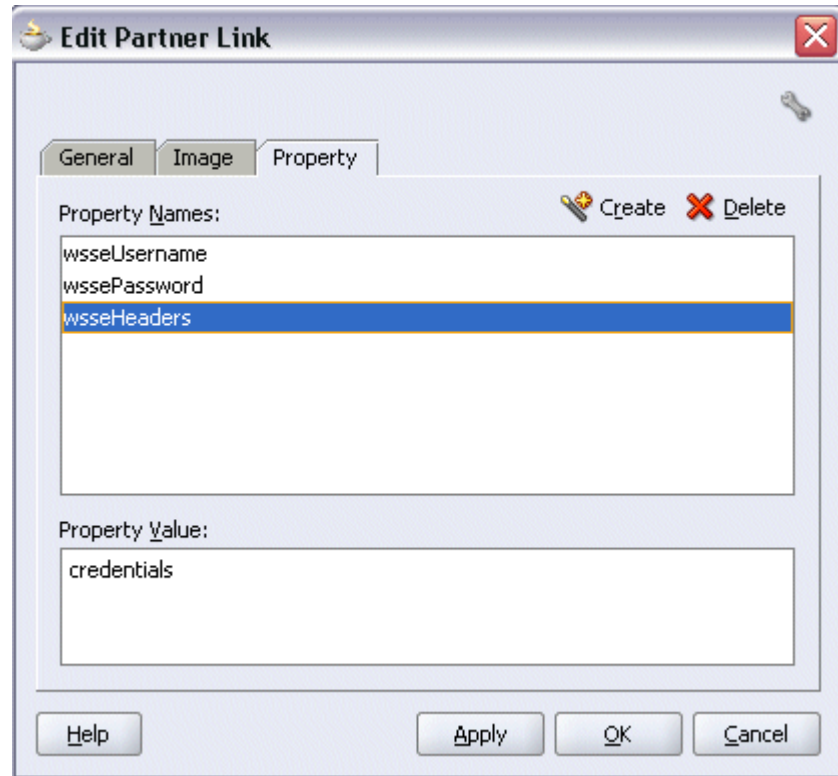 Edit Partner Link
General Image Property
Property Names: Create Delete
wsseUsername
wssePassword
wsseHeaders
Property Value:
credentials
Help Apply OK Cancel